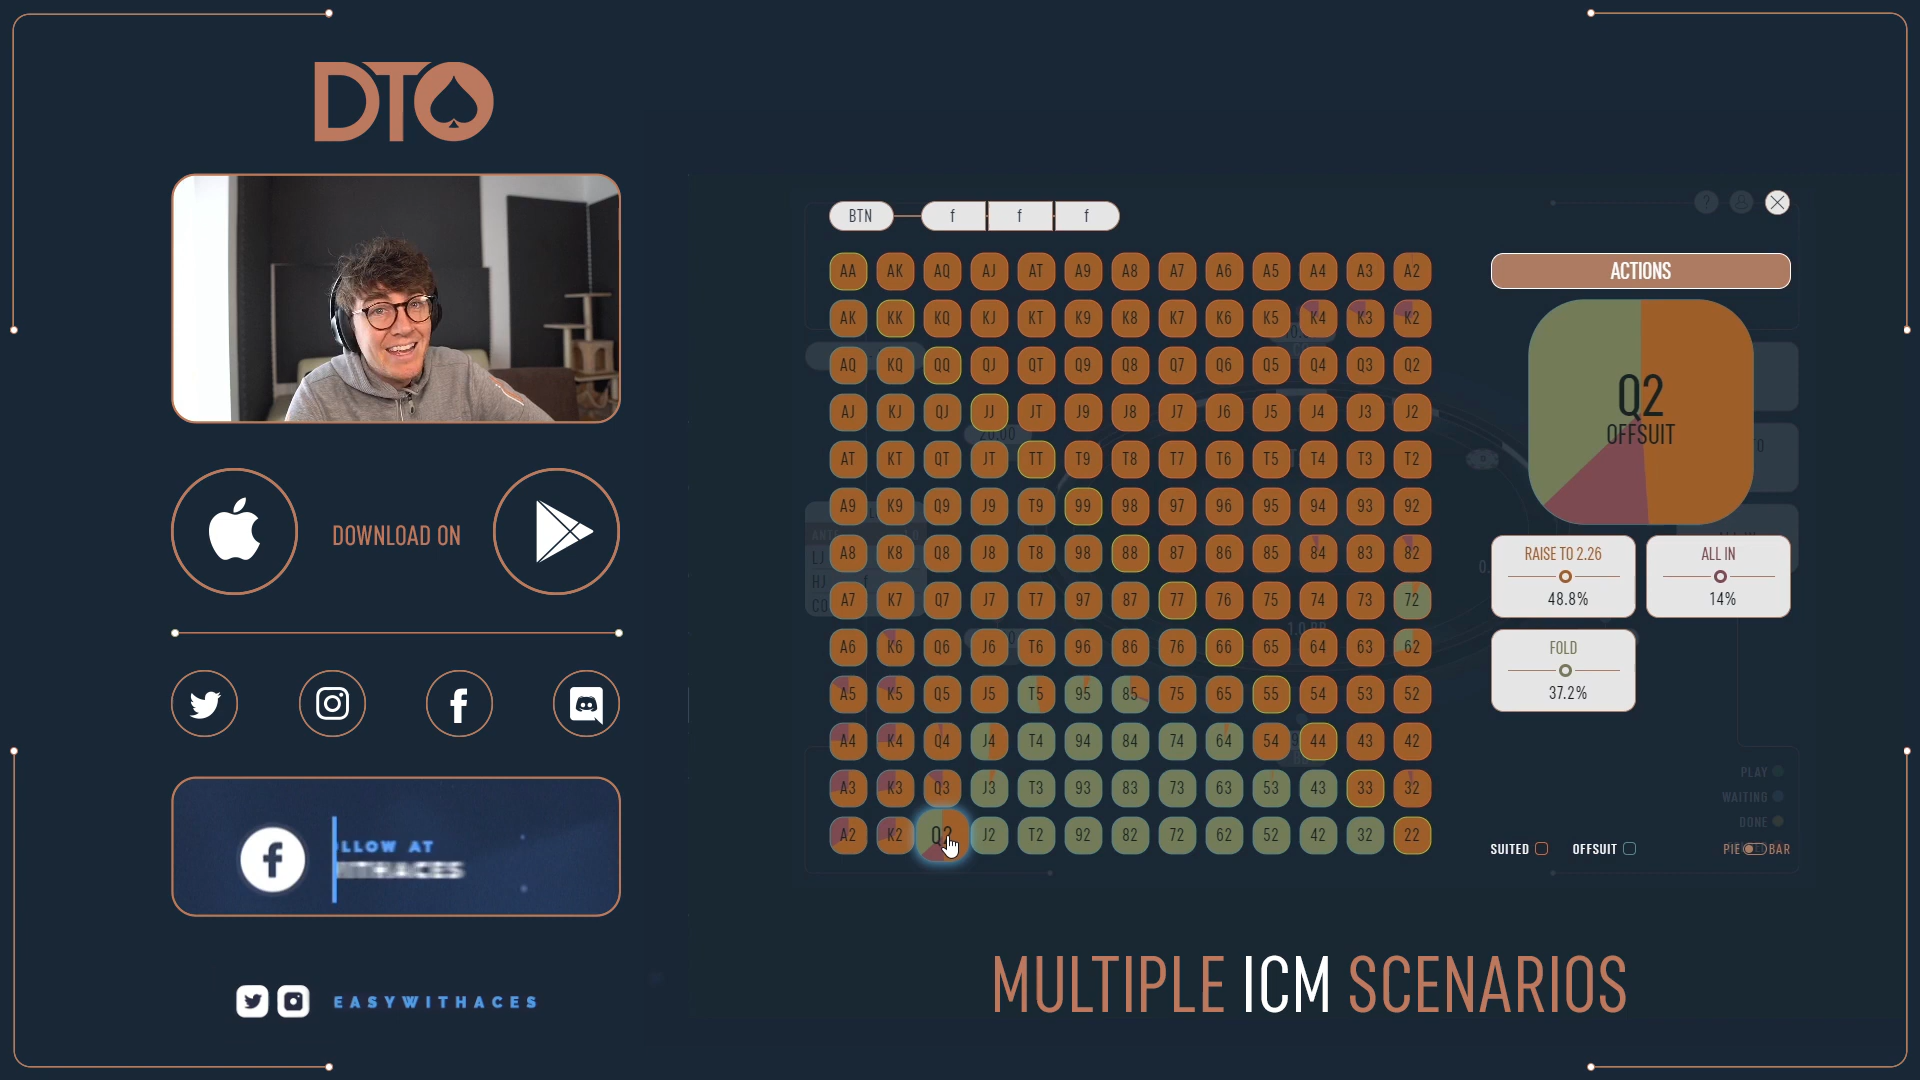 DTO
BTN f f f
AA AK AQ AJ AT A9 A8 A7 A6 A5 A4 A3 A2
AK KK KQ KJ KT K9 K8 K7 K6 K5 K4 K3 K2
AQ KQ QQ QJ QT Q9 Q8 Q7 Q6 Q5 Q4 Q3 Q2
AJ KJ QJ JJ JT J9 J8 J7 J6 J5 J4 J3 J2
AT KT QT JT TT T9 T8 T7 T6 T5 T4 T3 T2
A9 K9 Q9 J9 T9 99 98 97 96 95 94 93 92
A8 K8 Q8 J8 T8 98 88 87 86 85 84 83 82
A7 K7 Q7 J7 T7 97 87 77 76 75 74 73 72
A6 K6 Q6 J6 T6 96 86 76 66 65 64 63 62
A5 K5 Q5 J5 T5 95 85 75 65 55 54 53 52
A4 K4 Q4 J4 T4 94 84 74 64 54 44 43 42
A3 K3 Q3 J3 T3 93 83 73 63 53 43 33 32
A2 K2 Q2 J2 T2 92 82 72 62 52 42 32 22
ACTIONS
Q2
OFFSUIT
RAISE TO 2.26
48.8%
ALL IN
14%
FOLD
37.2%
PLAY
WAITING
DONE
SUITED OFFSUIT PIE BAR
DOWNLOAD ON
LLOW AT
EASYWITHACES
MULTIPLE ICM SCENARIOS